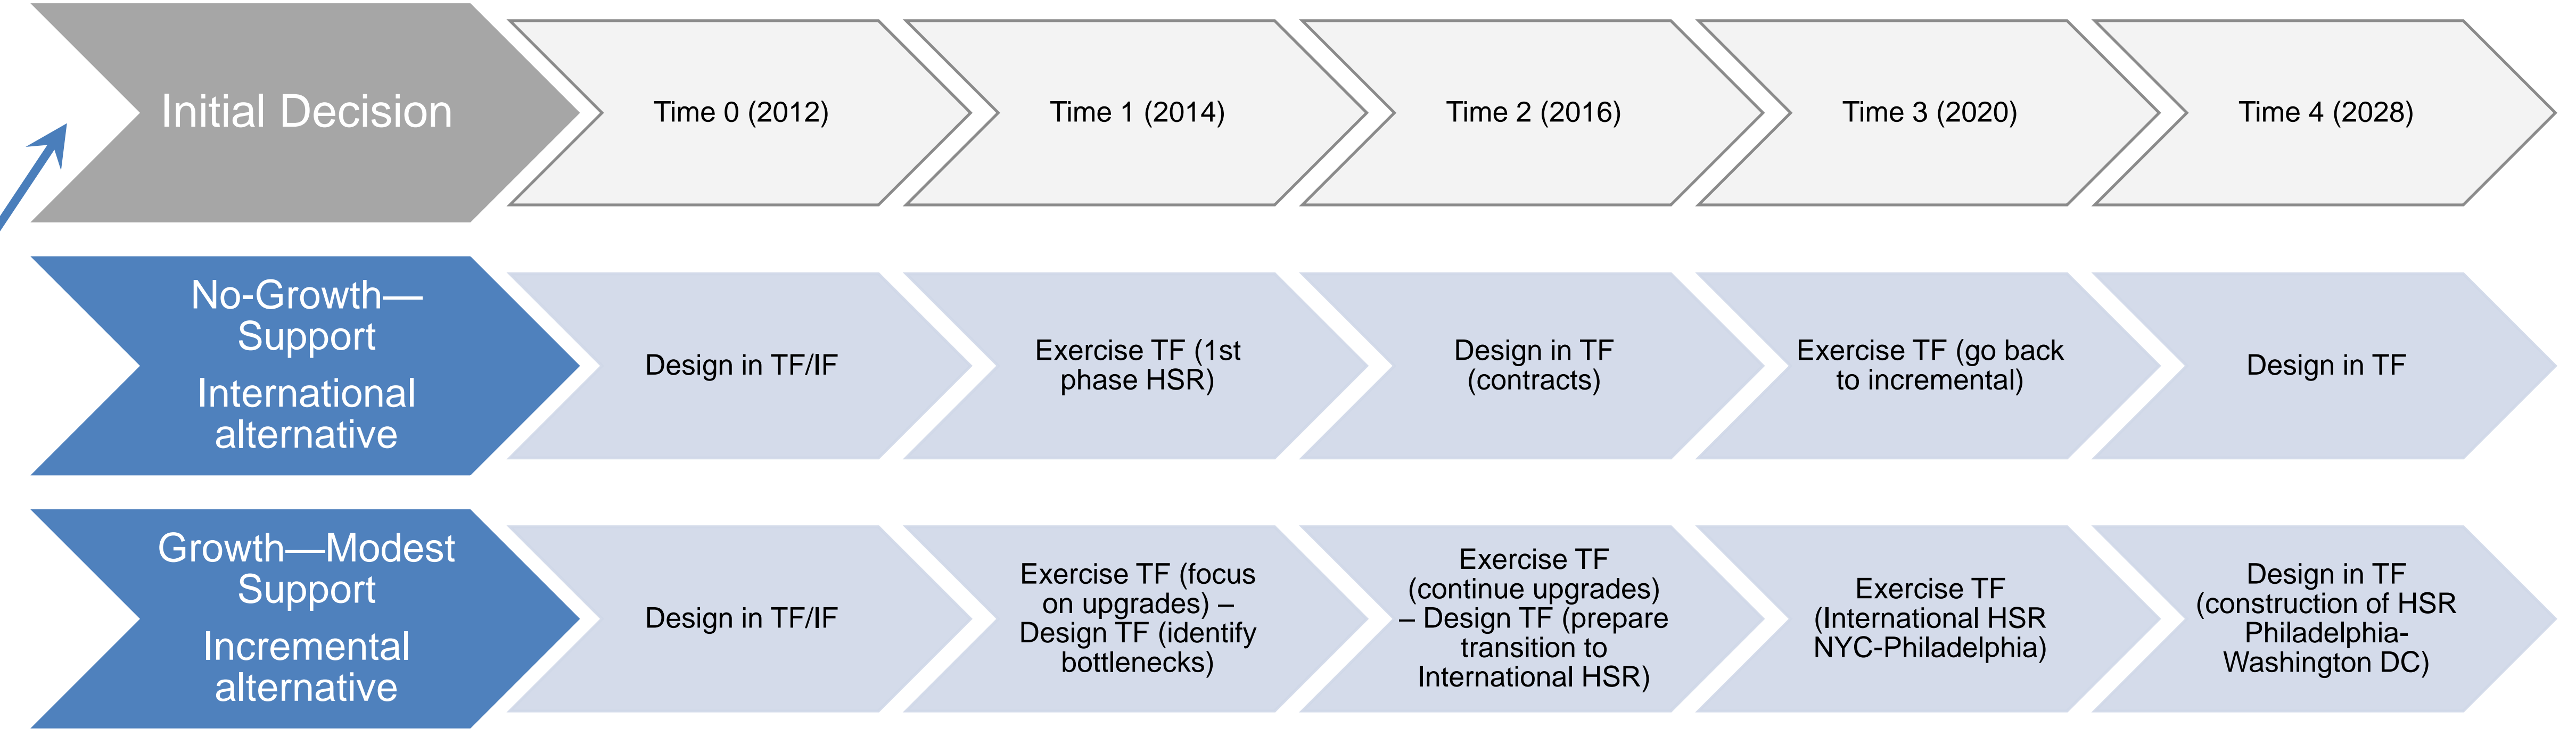 Initial Decision
Time 0 (2012)
Time 1 (2014)
Time 2 (2016)
Time 3 (2020)
Time 4 (2028)
No-Growth—
Support
International
alternative
Design in TF/IF
Exercise TF (1st
phase HSR)
Design in TF
(contracts)
Exercise TF (go back
to incremental)
Design in TF
Growth—Modest
Support
Incremental
alternative
Design in TF/IF
Exercise TF (focus
on upgrades) –
Design TF (identify
bottlenecks)
Exercise TF
(continue upgrades)
– Design TF (prepare
transition to
International HSR)
Exercise TF
(International HSR
NYC-Philadelphia)
Design in TF
(construction of HSR
Philadelphia-
Washington DC)